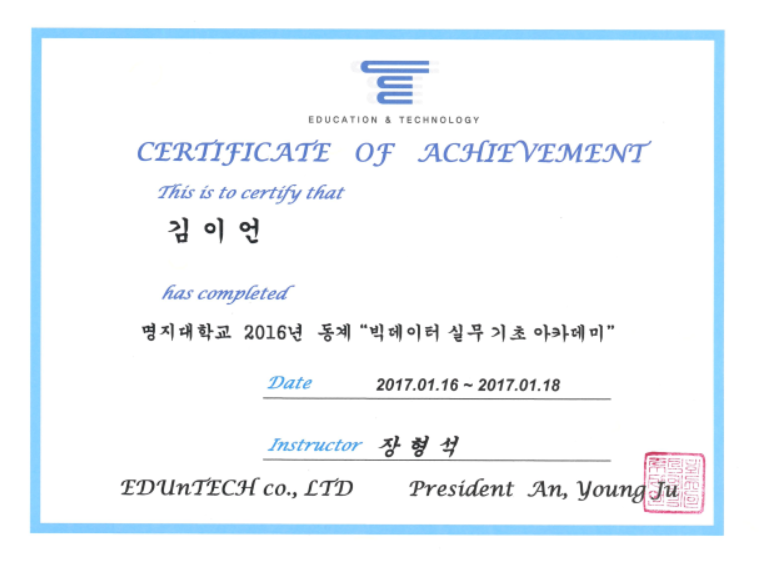 EDUCATION & TECHNOLOGY
CERTIFICATE OF ACHIEVEMENT
This is to certify that
김이언
has completed
명지대학교 2016년 동계 “빅데이터 실무 기초 아카데미”
Date 2017.01.16 ~ 2017.01.18
Instructor 장형석
EDUnTECH co., LTD President An, Young Ju